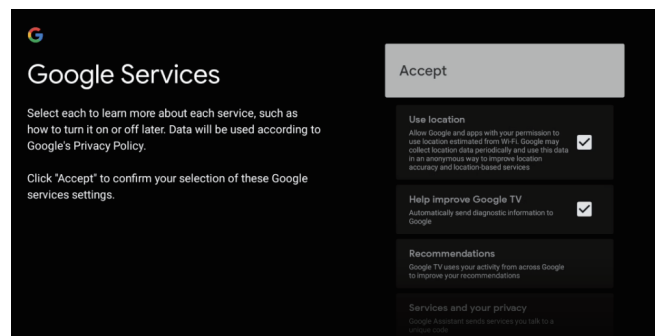 Google Services
Select each to learn more about each service, such as
how to turn it on or off later. Data will be used according to
Google's Privacy Policy.
Click "Accept" to confirm your selection of these Google
services settings.
Accept
Use location
Allow Google and apps with your permission to
use location estimated from Wi-Fi. Google may
collect location data periodically and use this data
in an anonymous way to improve location
accuracy and location-based services
Help improve Google TV
Automatically send diagnostic information to
Google
Recommendations
Google TV uses your activity from across Google
to improve your recommendations
Services and your privacy
Google Assistant sends services you talk to a
unique code